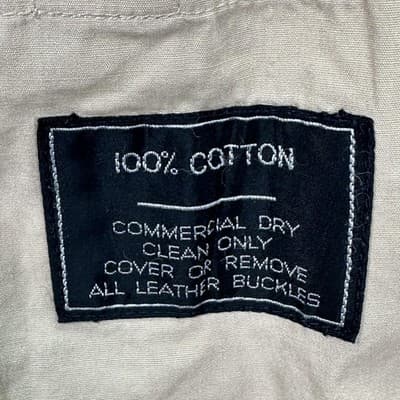 100% COTTON
COMMERCIAL DRY
CLEAN ONLY
COVER OR REMOVE
ALL LEATHER BUCKLES